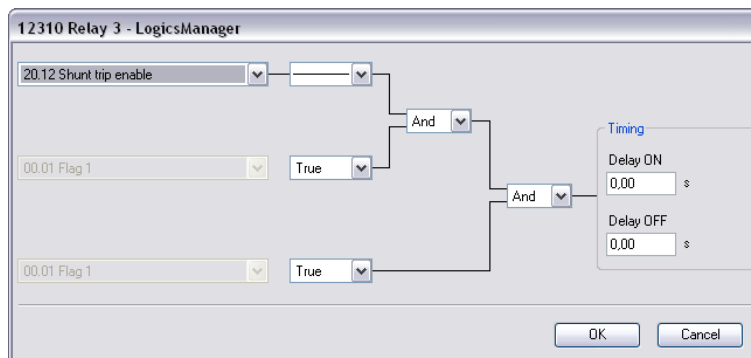 12310 Relay 3 - LogicsManager
20.12 Shunt trip enable
And
Timing
Delay ON
00.01 Flag 1
True
0,00 s
And
Delay OFF
0,00 s
00.01 Flag 1
True
OK
Cancel